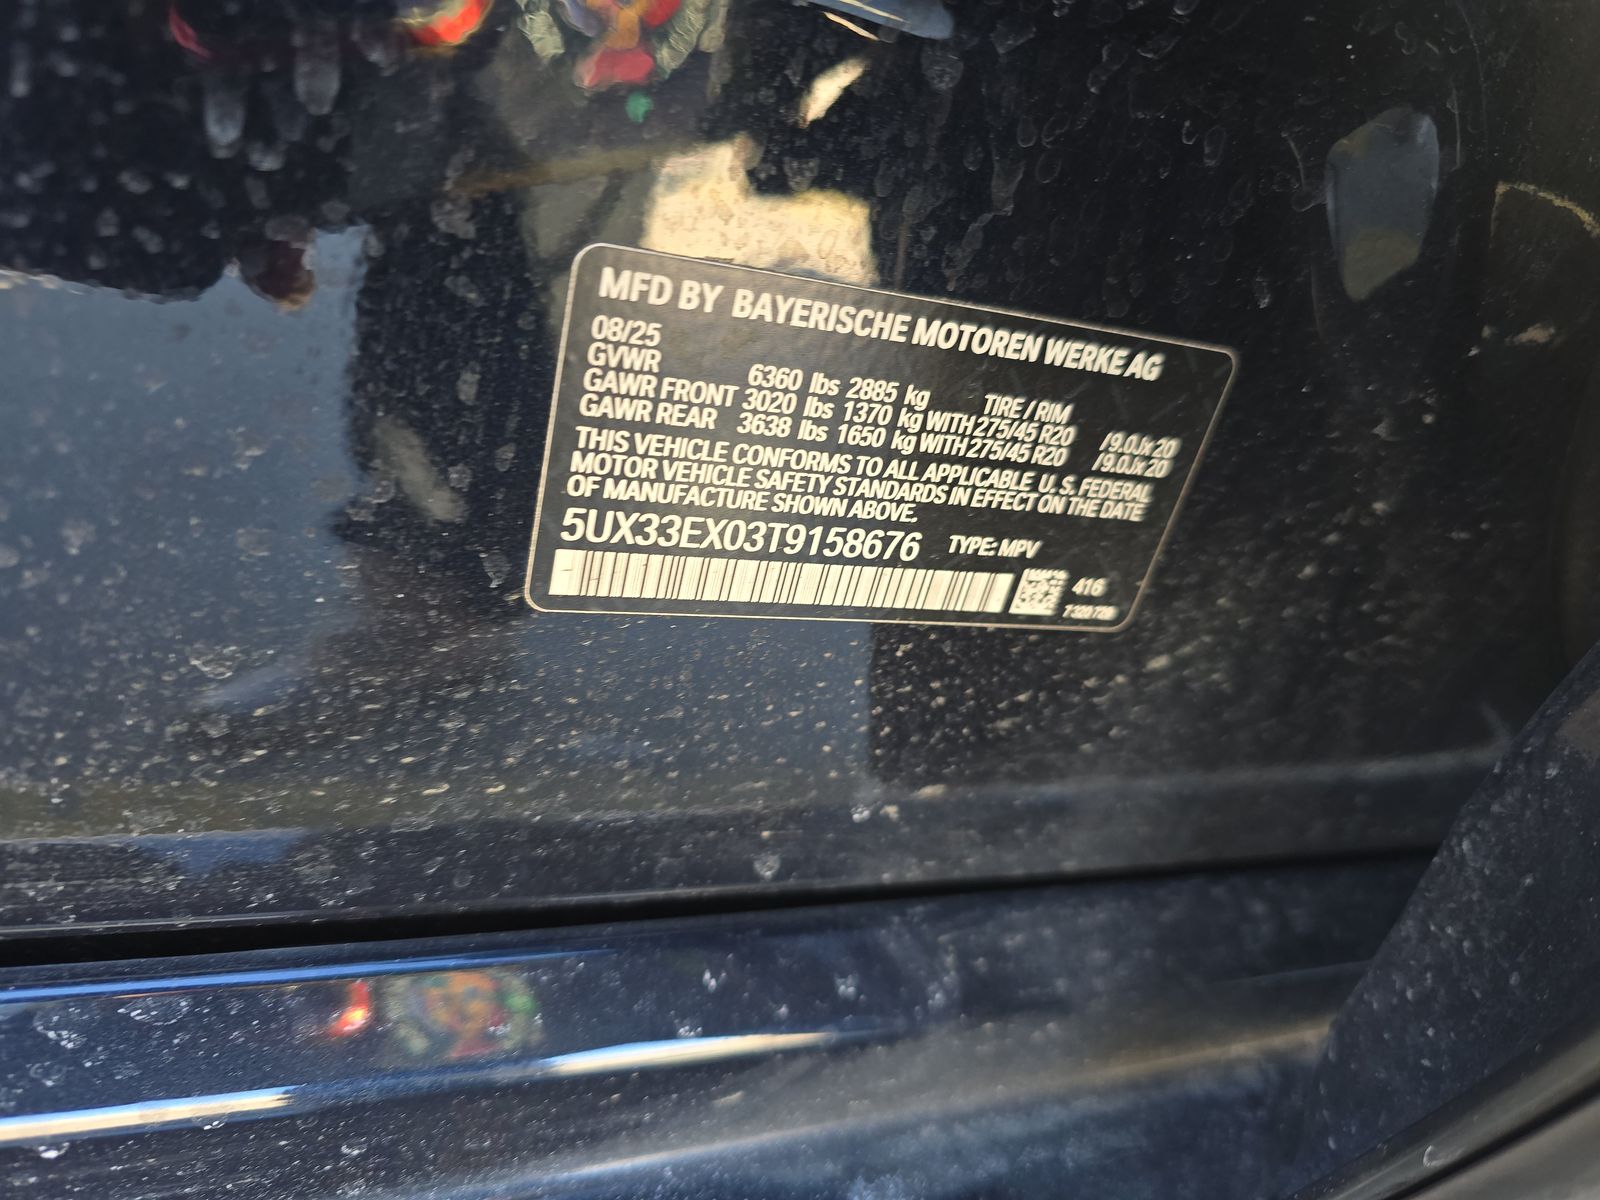 MFD BY BAYERISCHE MOTOREN WERKE AG
08/25
GVWR 6360 lbs 2885 kg TIRE / RIM
GAWR FRONT 3020 lbs 1370 kg WITH 275/45 R20 /9.0Jx20
GAWR REAR 3638 lbs 1650 kg WITH 275/45 R20 /9.0Jx20
THIS VEHICLE CONFORMS TO ALL APPLICABLE U.S. FEDERAL
MOTOR VEHICLE SAFETY STANDARDS IN EFFECT ON THE DATE
OF MANUFACTURE SHOWN ABOVE.
5UX33EX03T9158676 TYPE: MPV
416